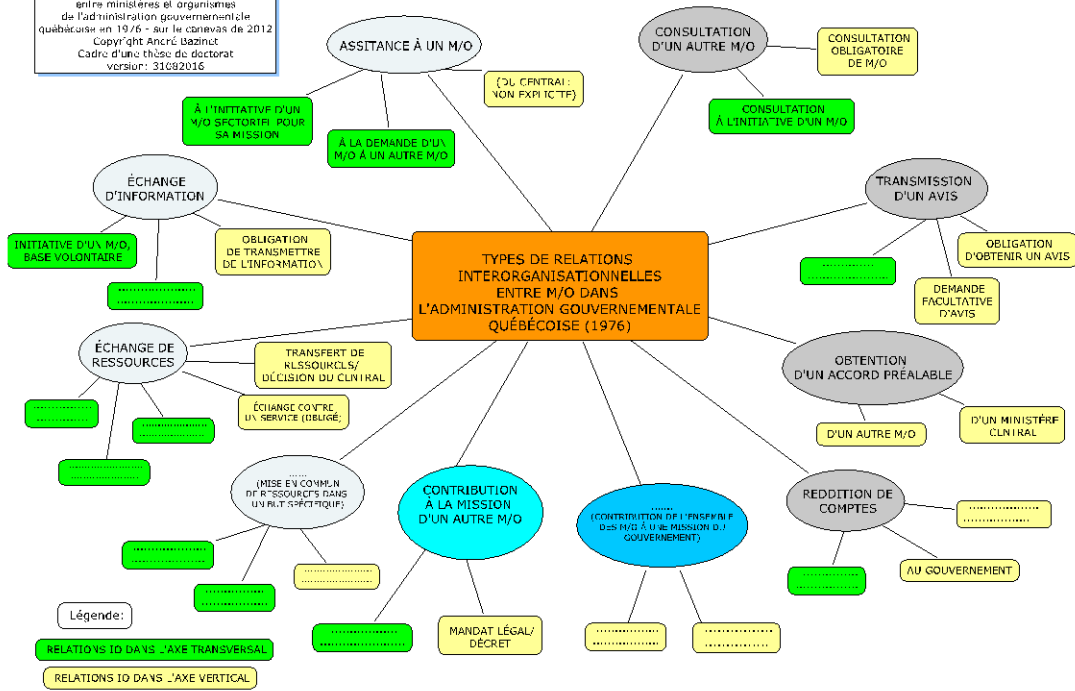 entre ministères et organismes
de l'administration gouvernementale
québécoise en 1976 - sur le canevas de 2012
Copyright André Bazinet
Cadre d'une thèse de doctorat
version: 31082016
ASSITANCE À UN M/O
(DU CENTRAL:
NON EXPLICITE)
À L'INITIATIVE D'UN
M/O SECTORIEL POUR
SA MISSION
À LA DEMANDE D'UN
M/O À UN AUTRE M/O
CONSULTATION
D'UN AUTRE M/O
CONSULTATION
OBLIGATOIRE
DE M/O
CONSULTATION
À L'INITIATIVE D'UN M/O
ÉCHANGE
D'INFORMATION
INITIATIVE D'UN M/O,
BASE VOLONTAIRE
OBLIGATION
DE TRANSMETTRE
DE L'INFORMATION
.....................
.....................
TRANSMISSION
D'UN AVIS
.....................
.....................
OBLIGATION
D'OBTENIR UN AVIS
DEMANDE
FACULTATIVE
D'AVIS
TYPES DE RELATIONS
INTERORGANISATIONNELLES
ENTRE M/O DANS
L'ADMINISTRATION GOUVERNEMENTALE
QUÉBÉCOISE (1976)
ÉCHANGE DE
RESSOURCES
TRANSFERT DE
RESSOURCES/
DÉCISION DU CENTRAL
ÉCHANGE CONTRE
UN SERVICE (OBLIGÉ)
.....................
.....................
.....................
.....................
.....................
.....................
OBTENTION
D'UN ACCORD PRÉALABLE
D'UN AUTRE M/O
D'UN MINISTÈRE
CENTRAL
......
(MISE EN COMMUN
DE RESSOURCES DANS
UN BUT SPÉCIFIQUE)
.....................
.....................
.....................
.....................
.....................
.....................
CONTRIBUTION
À LA MISSION
D'UN AUTRE M/O
.....................
.....................
MANDAT LÉGAL/
DÉCRET
.......
(CONTRIBUTION DE L'ENSEMBLE
DES M/O À UNE MISSION DU
GOUVERNEMENT)
.....................
.....................
.....................
.....................
REDDITION DE
COMPTES
.....................
.....................
AU GOUVERNEMENT
.....................
.....................
Légende:
RELATIONS IO DANS L'AXE TRANSVERSAL
RELATIONS IO DANS L'AXE VERTICAL